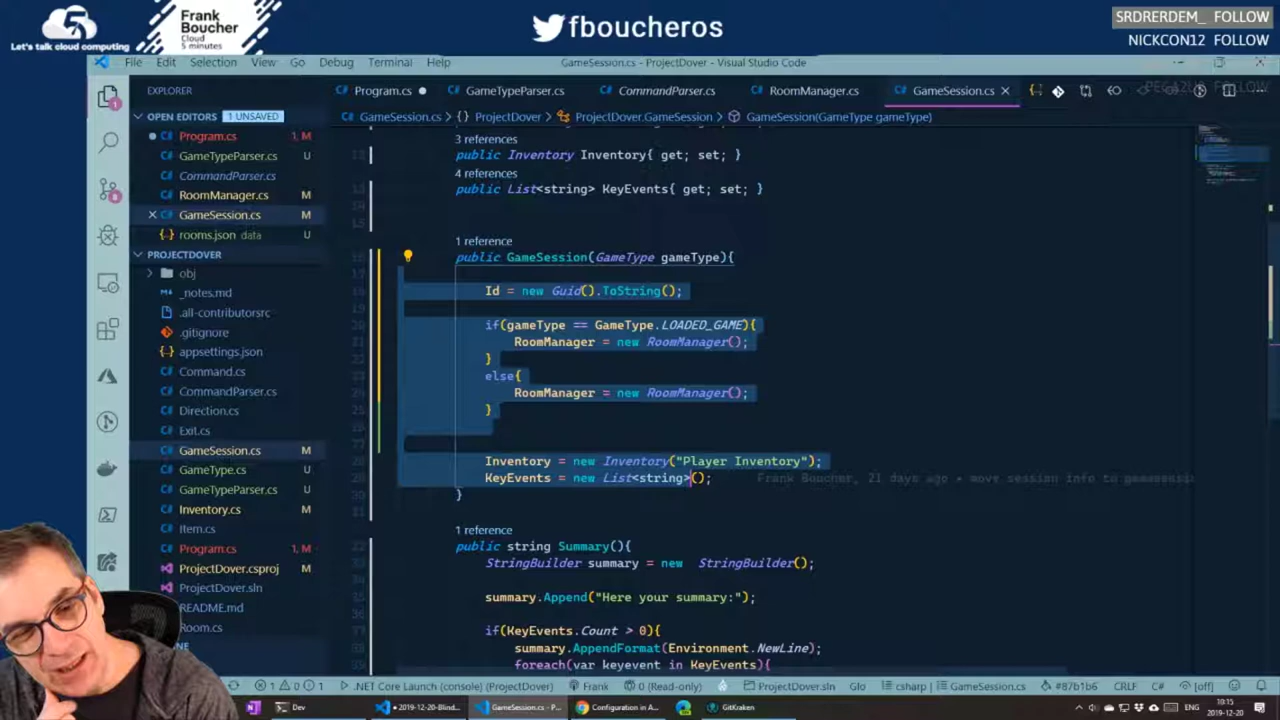 5
Let's talk cloud computing
Frank
Boucher
Cloud
5 minutes
fboucheros
SRDRERDEM_ FOLLOW
NICKCON12 FOLLOW
File Edit Selection View Go Debug Terminal Help
GameSession.cs - ProjectDover - Visual Studio Code
EXPLORER
Program.cs
GameTypeParser.cs
CommandParser.cs
RoomManager.cs
GameSession.cs
OPEN EDITORS 1 UNSAVED
GameSession.cs ProjectDover ProjectDover.GameSession GameSession(GameType gameType)
Program.cs 1, M
GameTypeParser.cs U
CommandParser.cs
RoomManager.cs M
GameSession.cs M
rooms.json data U
PROJECTDOVER
obj
_notes.md
.all-contributorsrc
.gitignore
appsettings.json
Command.cs
CommandParser.cs
Direction.cs
Exit.cs
GameSession.cs M
GameType.cs U
Inventory.cs M
Item.cs
Program.cs 1, M
ProjectDover.csproj M
ProjectDover.sln
README.md
Room.cs
3 references
public Inventory Inventory{ get; set; }
4 references
public List<string> KeyEvents{ get; set; }
1 reference
public GameSession(GameType gameType){
Id = new Guid().ToString();
if(gameType == GameType.LOADED_GAME){
RoomManager = new RoomManager();
}
else{
RoomManager = new RoomManager();
}
Inventory = new Inventory("Player Inventory");
KeyEvents = new List<string>(); Frank Boucher, 21 days ago • move session info to gamesess
}
1 reference
public string Summary(){
StringBuilder summary = new StringBuilder();
summary.Append("Here your summary:");
if(KeyEvents.Count > 0){
summary.AppendFormat(Environment.NewLine);
foreach(var keyevent in KeyEvents){
1 0 1 .NET Core Launch (console) (ProjectDover) Frank 0 (Read-only) ProjectDover.sln Glo csharp | GameSession.cs #87b1b6 CRLF C# [off]
Dev
2019-12-20-Blind...
GameSession.cs - P...
Configuration in A...
GitKraken
ENG
10:15
2019-12-20